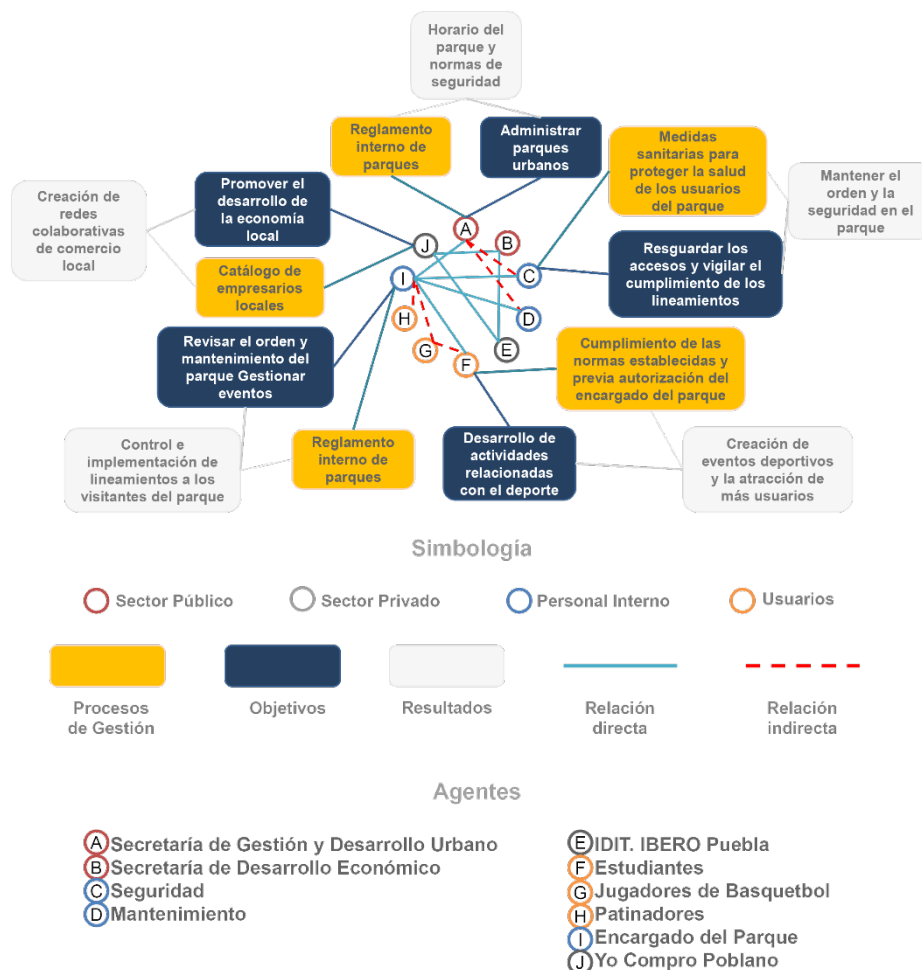 Horario del
parque y
normas de
seguridad
Reglamento
interno de
parques
Administrar
parques
urbanos
Medidas
sanitarias para
proteger la salud
de los usuarios
del parque
Mantener el
orden y la
seguridad en el
parque
Creación de
redes
colaborativas
de comercio
local
Promover el
desarrollo de
la economía
local
Catálogo de
empresarios
locales
Resguardar los
accesos y vigilar el
cumplimiento de los
lineamientos
A
B
C
D
E
F
G
H
I
J
Revisar el orden y
mantenimiento del
parque Gestionar
eventos
Cumplimiento de las
normas establecidas y
previa autorización del
encargado del parque
Control e
implementación de
lineamientos a los
visitantes del parque
Reglamento
interno de
parques
Desarrollo de
actividades
relacionadas
con el deporte
Creación de
eventos deportivos
y la atracción de
más usuarios
Simbología
Sector Público
Sector Privado
Personal Interno
Usuarios
Procesos
de Gestión
Objetivos
Resultados
Relación
directa
Relación
indirecta
Agentes
A Secretaría de Gestión y Desarrollo Urbano
B Secretaría de Desarrollo Económico
C Seguridad
D Mantenimiento
E IDIT. IBERO Puebla
F Estudiantes
G Jugadores de Basquetbol
H Patinadores
I Encargado del Parque
J Yo Compro Poblano